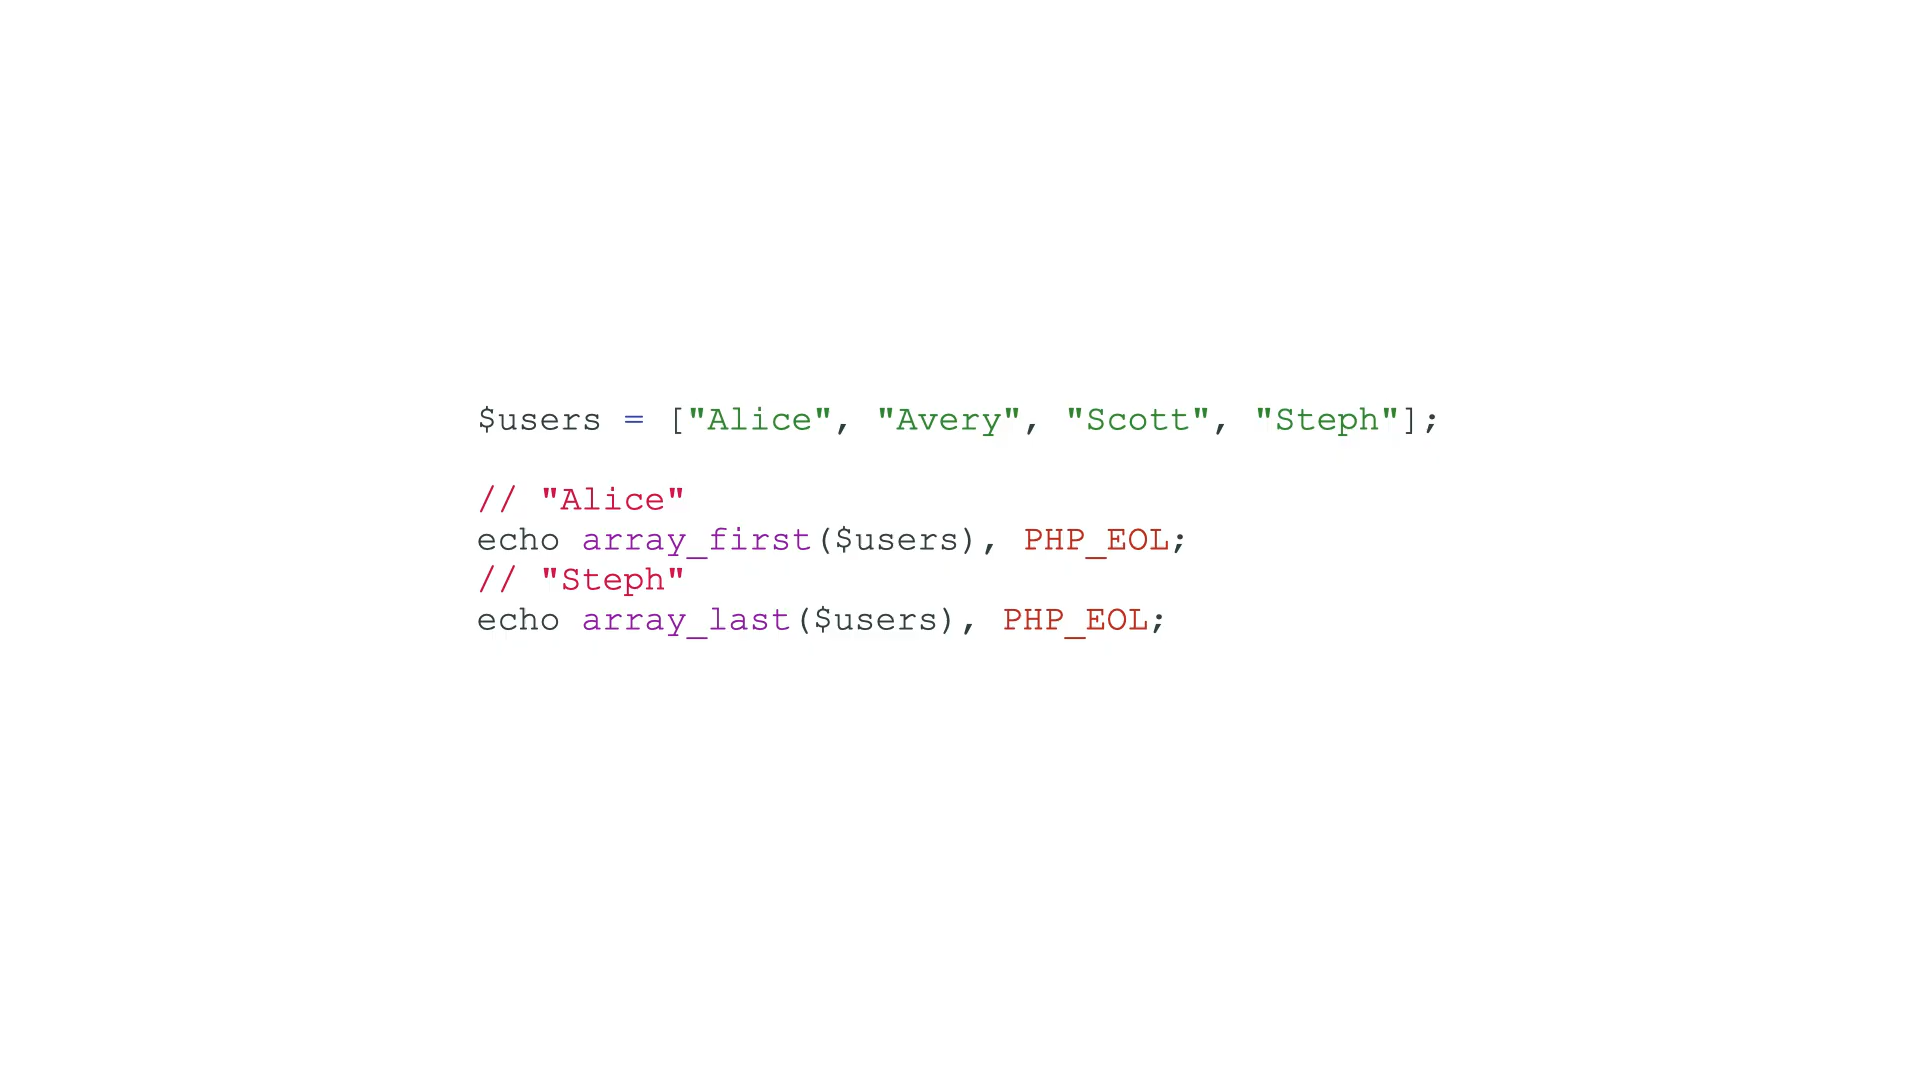 $users = ["Alice", "Avery", "Scott", "Steph"];
// "Alice"
echo array_first($users), PHP_EOL;
// "Steph"
echo array_last($users), PHP_EOL;